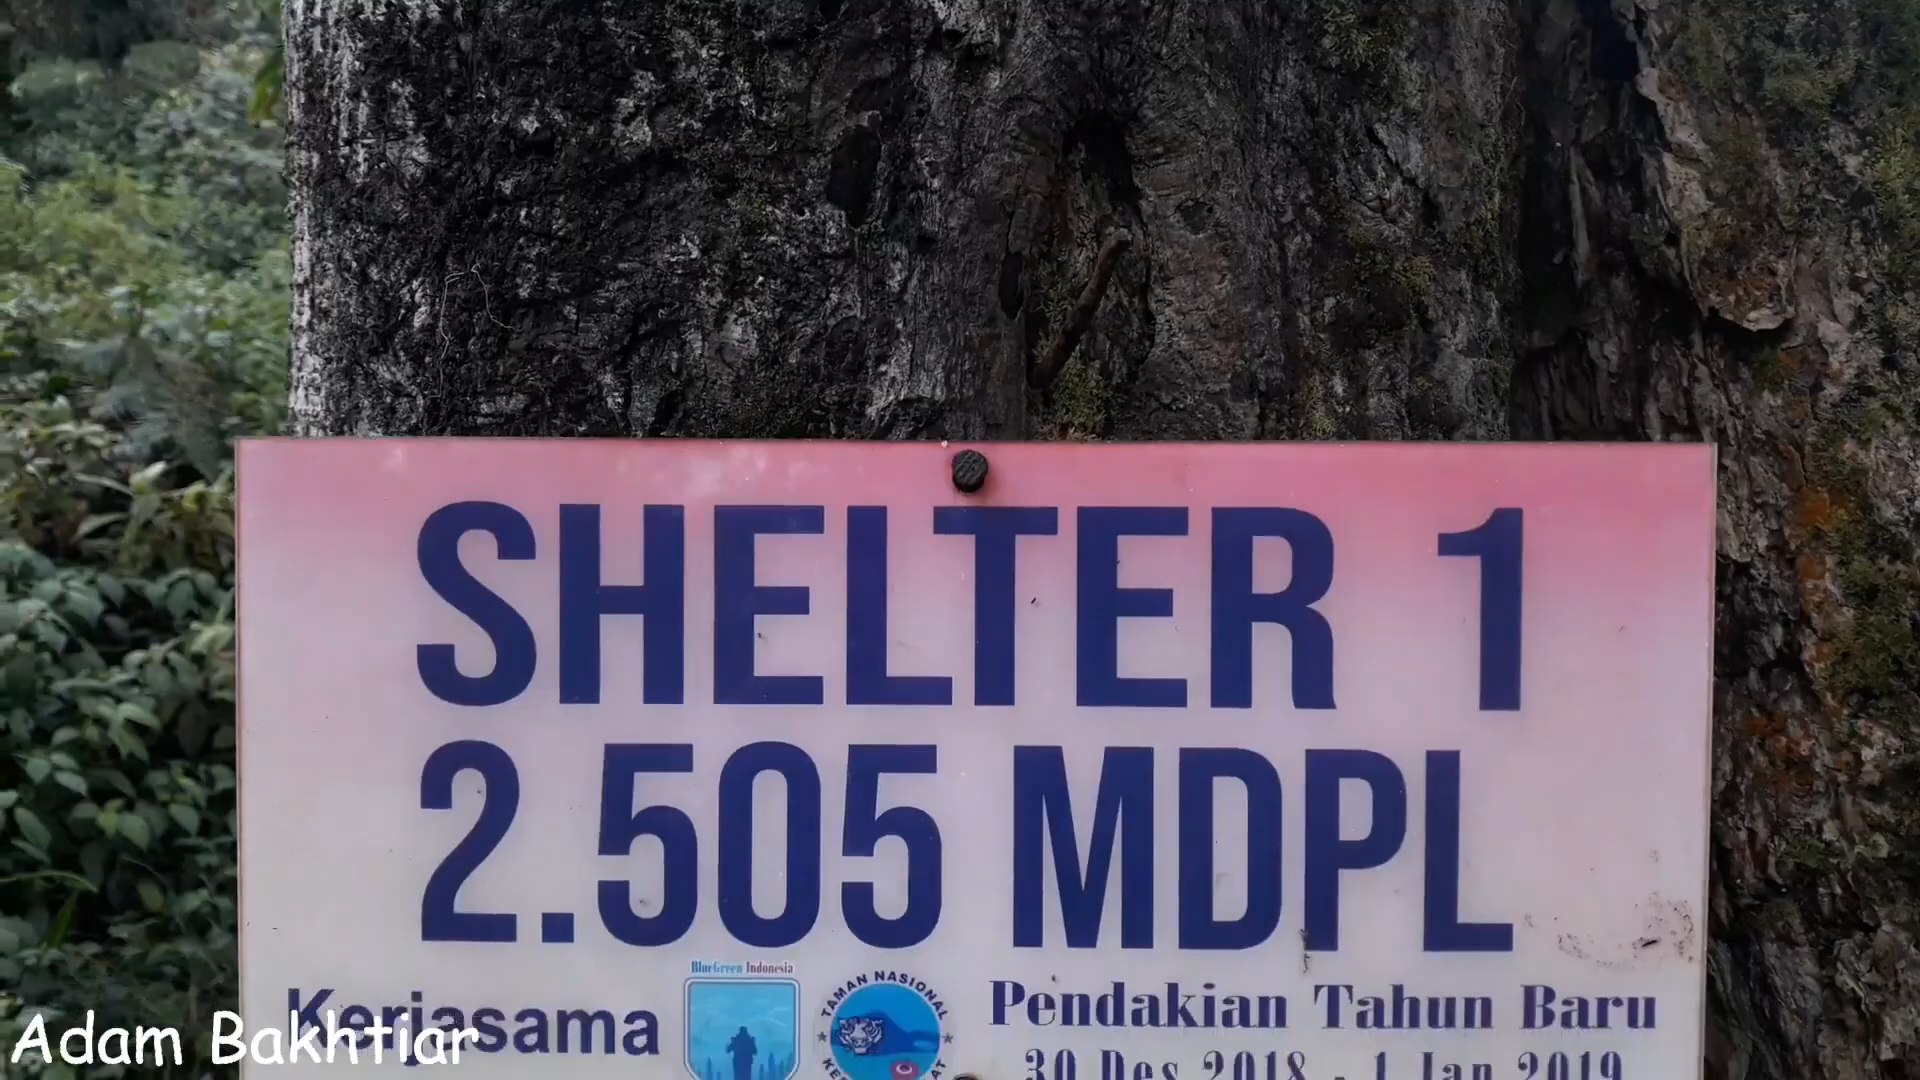 SHELTER 1
2.505 MDPL
BlueGreen Indonesia
Kerjasama
TAMAN NASIONAL
Pendakian Tahun Baru
30 Des 2018 - 1 Jan 2019
Adam Bakhtiar